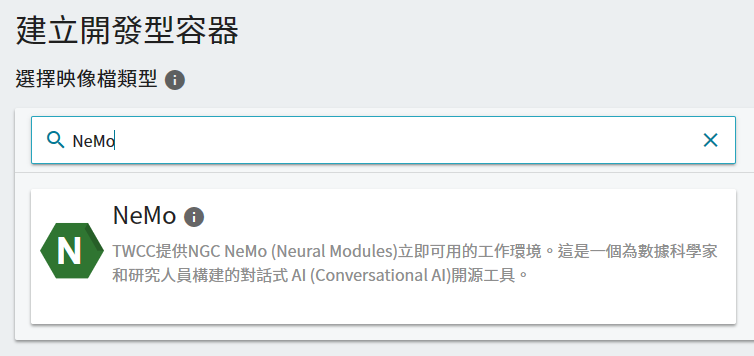 建立開發型容器
選擇映像檔類型 i
NeMo
NeMo i
N
TWCC提供NGC NeMo (Neural Modules)立即可用的工作環境。這是一個為數據科學家
和研究人員構建的對話式 AI (Conversational AI)開源工具。